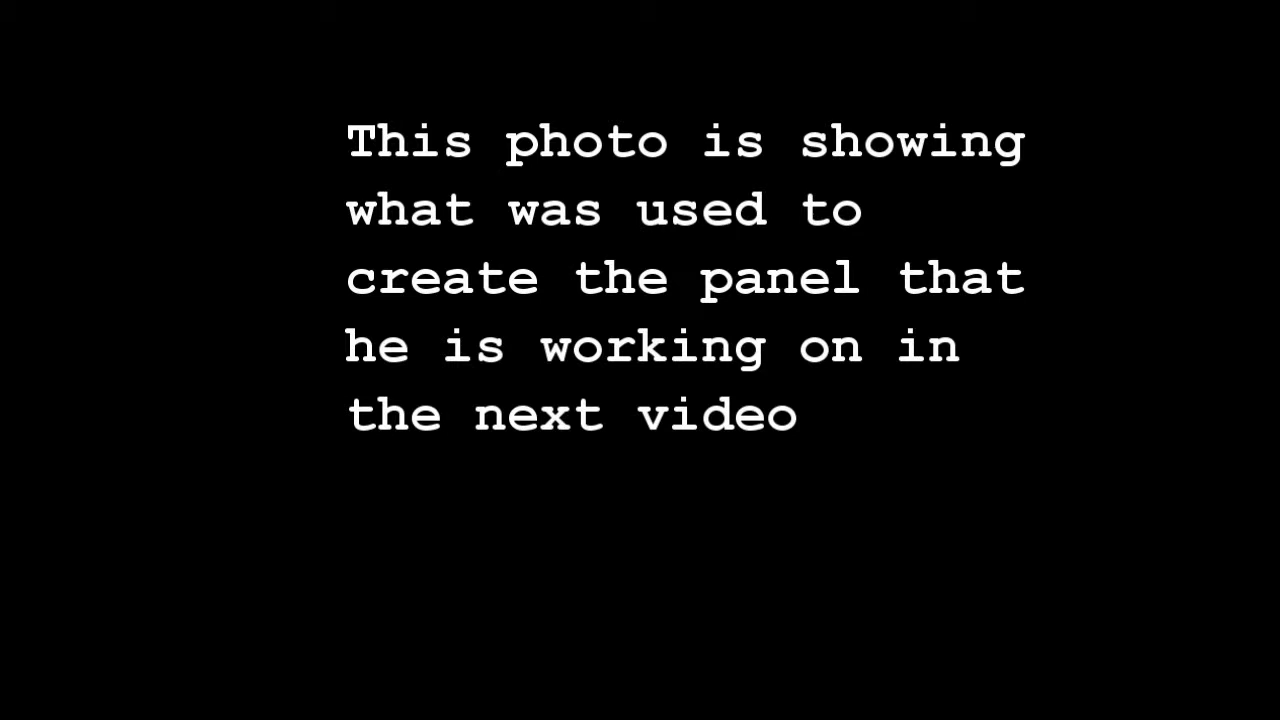 This photo is showing
what was used to
create the panel that
he is working on in
the next video